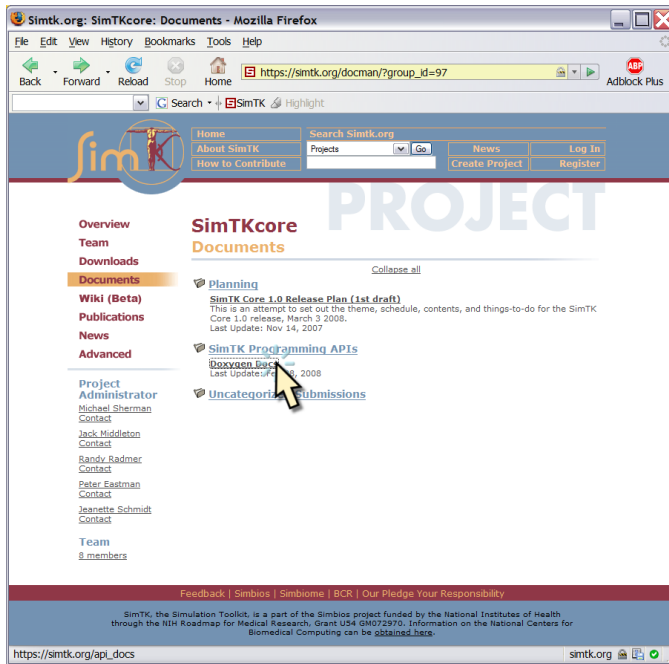 Simtk.org: SimTKcore: Documents - Mozilla Firefox
File Edit View History Bookmarks Tools Help
Back Forward Reload Stop Home https://simtk.org/docman/?group_id=97 ABP Adblock Plus
G Search SimTK Highlight
SimTK
Home Search Simtk.org
About SimTK Projects Go News Log In
How to Contribute Create Project Register
PROJECT
Overview
Team
Downloads
Documents
Wiki (Beta)
Publications
News
Advanced
Project
Administrator
Michael Sherman
Contact
Jack Middleton
Contact
Randy Radmer
Contact
Peter Eastman
Contact
Jeanette Schmidt
Contact
Team
8 members
SimTKcore
Documents
Collapse all
Planning
SimTK Core 1.0 Release Plan (1st draft)
This is an attempt to set out the theme, schedule, contents, and things-to-do for the SimTK
Core 1.0 release, March 3 2008.
Last Update: Nov 14, 2007
SimTK Programming APIs
Doxygen Docs
Last Update: 2008
Uncategorized Submissions
Feedback | Simbios | Simbiome | BCR | Our Pledge Your Responsibility
SimTK, the Simulation Toolkit, is a part of the Simbios project funded by the National Institutes of Health
through the NIH Roadmap for Medical Research, Grant U54 GM072970. Information on the National Centers for
Biomedical Computing can be obtained here.
https://simtk.org/api_docs simtk.org